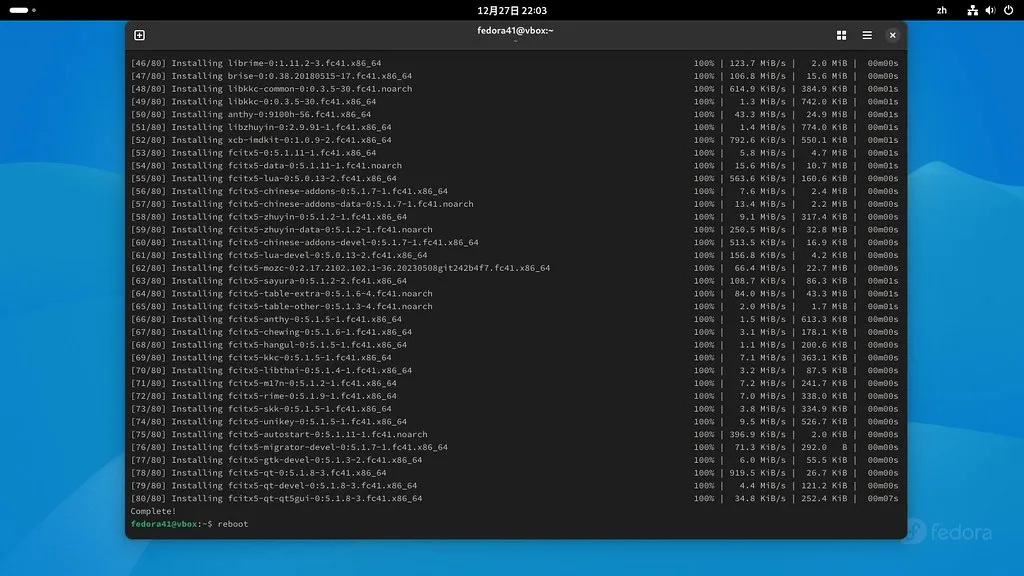 12月27日 22:03
zh
fedora41@vbox:~
~
[46/80] Installing librime-0:1.11.2-3.fc41.x86_64 100% | 123.7 MiB/s | 2.0 MiB | 00m00s
[47/80] Installing brise-0:0.38.20180515-17.fc41.x86_64 100% | 106.8 MiB/s | 15.6 MiB | 00m00s
[48/80] Installing libkkc-common-0:0.3.5-30.fc41.noarch 100% | 614.9 KiB/s | 384.9 KiB | 00m01s
[49/80] Installing libkkc-0:0.3.5-30.fc41.x86_64 100% | 1.3 MiB/s | 742.0 KiB | 00m01s
[50/80] Installing anthy-0:9100h-56.fc41.x86_64 100% | 43.3 MiB/s | 24.9 MiB | 00m01s
[51/80] Installing libzhuyin-0:2.9.91-1.fc41.x86_64 100% | 1.4 MiB/s | 774.0 KiB | 00m01s
[52/80] Installing xcb-imdkit-0:1.0.9-2.fc41.x86_64 100% | 792.6 KiB/s | 550.1 KiB | 00m01s
[53/80] Installing fcitx5-0:5.1.11-1.fc41.x86_64 100% | 5.8 MiB/s | 4.7 MiB | 00m01s
[54/80] Installing fcitx5-data-0:5.1.11-1.fc41.noarch 100% | 15.6 MiB/s | 10.7 MiB | 00m01s
[55/80] Installing fcitx5-lua-0:5.0.13-2.fc41.x86_64 100% | 563.6 KiB/s | 160.6 KiB | 00m00s
[56/80] Installing fcitx5-chinese-addons-0:5.1.7-1.fc41.x86_64 100% | 7.6 MiB/s | 2.4 MiB | 00m00s
[57/80] Installing fcitx5-chinese-addons-data-0:5.1.7-1.fc41.noarch 100% | 13.4 MiB/s | 2.2 MiB | 00m00s
[58/80] Installing fcitx5-zhuyin-0:5.1.2-1.fc41.x86_64 100% | 9.1 MiB/s | 317.4 KiB | 00m00s
[59/80] Installing fcitx5-zhuyin-data-0:5.1.2-1.fc41.noarch 100% | 250.5 MiB/s | 32.8 MiB | 00m00s
[60/80] Installing fcitx5-chinese-addons-devel-0:5.1.7-1.fc41.x86_64 100% | 513.5 KiB/s | 16.9 KiB | 00m00s
[61/80] Installing fcitx5-lua-devel-0:5.0.13-2.fc41.x86_64 100% | 156.8 KiB/s | 4.2 KiB | 00m00s
[62/80] Installing fcitx5-mozc-0:2.17.2102.102.1-36.20230508git242b4f7.fc41.x86_64 100% | 66.4 MiB/s | 22.7 MiB | 00m00s
[63/80] Installing fcitx5-sayura-0:5.1.2-2.fc41.x86_64 100% | 108.7 KiB/s | 86.3 KiB | 00m01s
[64/80] Installing fcitx5-table-extra-0:5.1.6-4.fc41.noarch 100% | 84.0 MiB/s | 43.3 MiB | 00m01s
[65/80] Installing fcitx5-table-other-0:5.1.3-4.fc41.noarch 100% | 2.0 MiB/s | 1.7 MiB | 00m01s
[66/80] Installing fcitx5-anthy-0:5.1.5-1.fc41.x86_64 100% | 1.5 MiB/s | 613.3 KiB | 00m00s
[67/80] Installing fcitx5-chewing-0:5.1.6-1.fc41.x86_64 100% | 3.1 MiB/s | 178.1 KiB | 00m00s
[68/80] Installing fcitx5-hangul-0:5.1.5-1.fc41.x86_64 100% | 1.1 MiB/s | 200.6 KiB | 00m00s
[69/80] Installing fcitx5-kkc-0:5.1.5-1.fc41.x86_64 100% | 7.1 MiB/s | 363.1 KiB | 00m00s
[70/80] Installing fcitx5-libthai-0:5.1.4-1.fc41.x86_64 100% | 3.2 MiB/s | 87.5 KiB | 00m00s
[71/80] Installing fcitx5-m17n-0:5.1.2-1.fc41.x86_64 100% | 7.2 MiB/s | 241.7 KiB | 00m00s
[72/80] Installing fcitx5-rime-0:5.1.9-1.fc41.x86_64 100% | 7.0 MiB/s | 338.0 KiB | 00m00s
[73/80] Installing fcitx5-skk-0:5.1.5-1.fc41.x86_64 100% | 3.8 MiB/s | 334.9 KiB | 00m00s
[74/80] Installing fcitx5-unikey-0:5.1.5-1.fc41.x86_64 100% | 9.5 MiB/s | 526.7 KiB | 00m00s
[75/80] Installing fcitx5-autostart-0:5.1.11-1.fc41.noarch 100% | 396.9 KiB/s | 2.0 KiB | 00m00s
[76/80] Installing fcitx5-migrator-devel-0:5.1.7-1.fc41.x86_64 100% | 71.3 KiB/s | 292.0 B | 00m00s
[77/80] Installing fcitx5-gtk-devel-0:5.1.3-2.fc41.x86_64 100% | 6.0 MiB/s | 55.5 KiB | 00m00s
[78/80] Installing fcitx5-qt-0:5.1.8-3.fc41.x86_64 100% | 919.5 KiB/s | 26.7 KiB | 00m00s
[79/80] Installing fcitx5-qt-devel-0:5.1.8-3.fc41.x86_64 100% | 4.4 MiB/s | 121.2 KiB | 00m00s
[80/80] Installing fcitx5-qt-qt5gui-0:5.1.8-3.fc41.x86_64 100% | 34.8 KiB/s | 252.4 KiB | 00m07s
Complete!
fedora41@vbox:~$ reboot
fedora